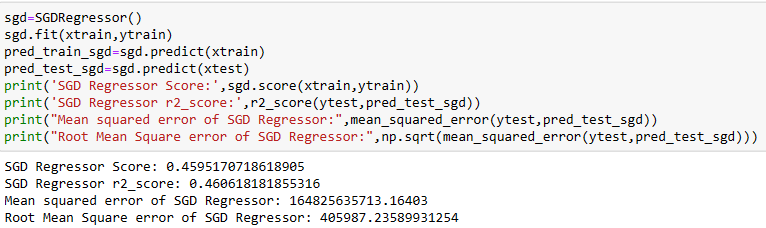 sgd=SGDRegressor()
sgd.fit(xtrain,ytrain)
pred_train_sgd=sgd.predict(xtrain)
pred_test_sgd=sgd.predict(xtest)
print('SGD Regressor Score:',sgd.score(xtrain,ytrain))
print('SGD Regressor r2_score:',r2_score(ytest,pred_test_sgd))
print("Mean squared error of SGD Regressor:",mean_squared_error(ytest,pred_test_sgd))
print("Root Mean Square error of SGD Regressor:",np.sqrt(mean_squared_error(ytest,pred_test_sgd)))
SGD Regressor Score: 0.4595170718618905
SGD Regressor r2_score: 0.460618181855316
Mean squared error of SGD Regressor: 164825635713.16403
Root Mean Square error of SGD Regressor: 405987.23589931254